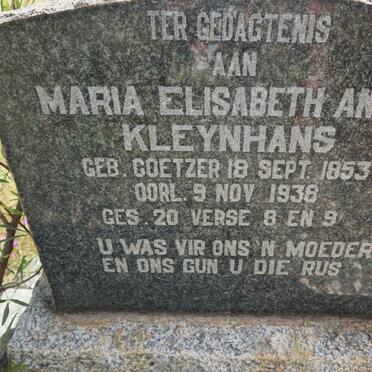 TER GEDAGTENIS
AAN
MARIA ELISABETH AN
KLEYNHANS
GEB. COETZER 18 SEPT. 1853
OORL. 9 NOV. 1938
GES. 20 VERSE 8 EN 9
U WAS VIR ONS 'N MOEDER
EN ONS GUN U DIE RUS